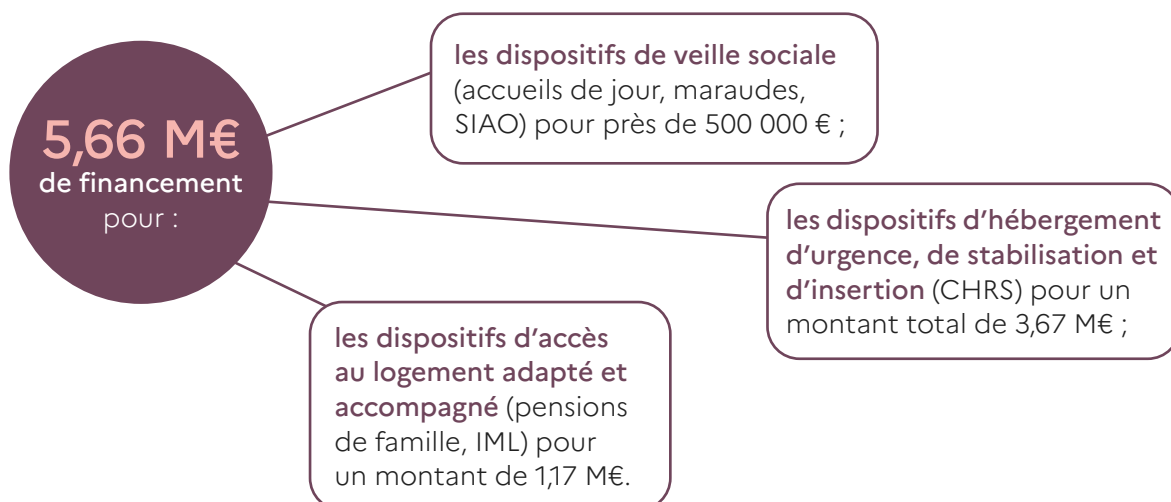 5,66 M€
de financement
pour :
les dispositifs de veille sociale
(accueils de jour, maraudes,
SIAO) pour près de 500 000 € ;
les dispositifs d’hébergement
d’urgence, de stabilisation et
d’insertion (CHRS) pour un
montant total de 3,67 M€ ;
les dispositifs d’accès
au logement adapté et
accompagné (pensions
de famille, IML) pour
un montant de 1,17 M€.